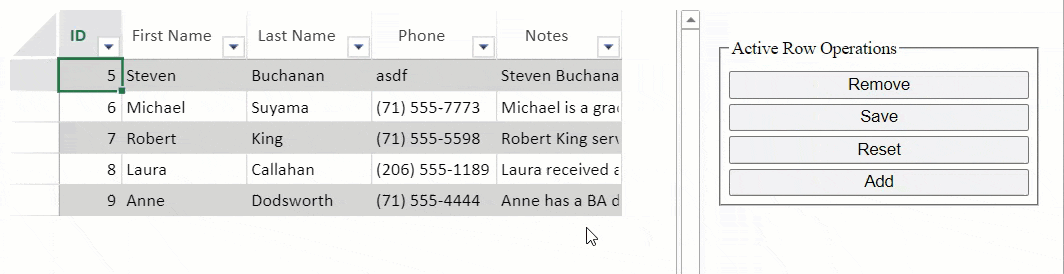 ID First Name Last Name Phone Notes
5 Steven Buchanan asdf Steven Buchana
6 Michael Suyama (71) 555-7773 Michael is a gra
7 Robert King (71) 555-5598 Robert King serv
8 Laura Callahan (206) 555-1189 Laura received a
9 Anne Dodsworth (71) 555-4444 Anne has a BA d
Active Row Operations
Remove
Save
Reset
Add